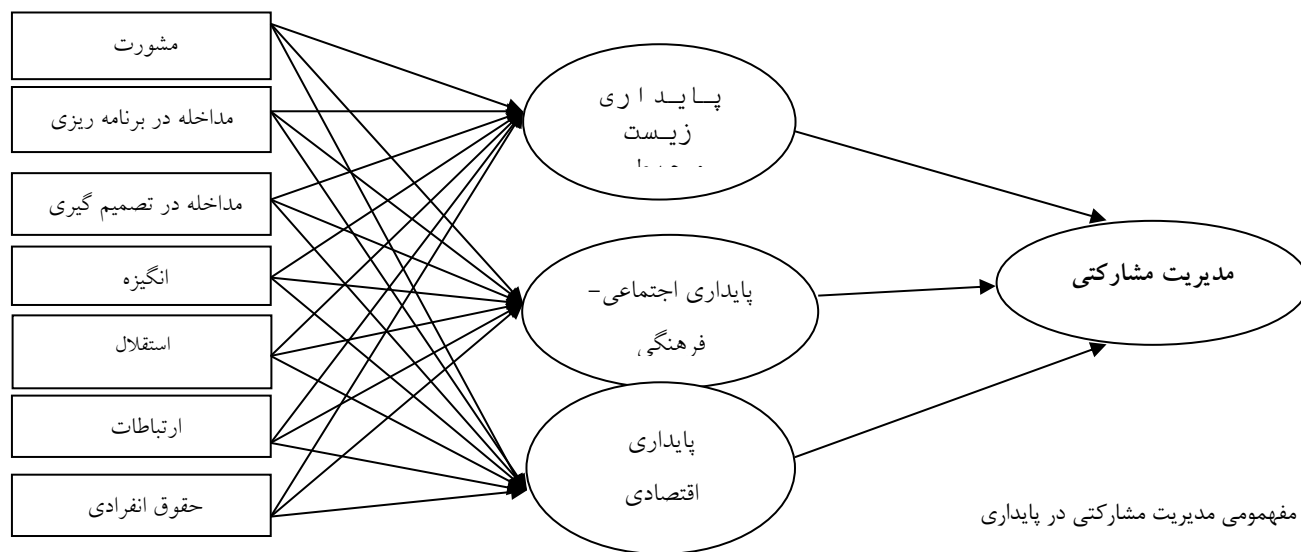 مشورت
مداخله در برنامه ریزی
مداخله در تصمیم گیری
انگیزه
استقلال
ارتباطات
حقوق انفرادی
پایداری
زیست
پایداری اجتماعی-
فرهنگی
پایداری
اقتصادی
مدیریت مشارکتی
مفهمومی مدیریت مشارکتی در پایداری